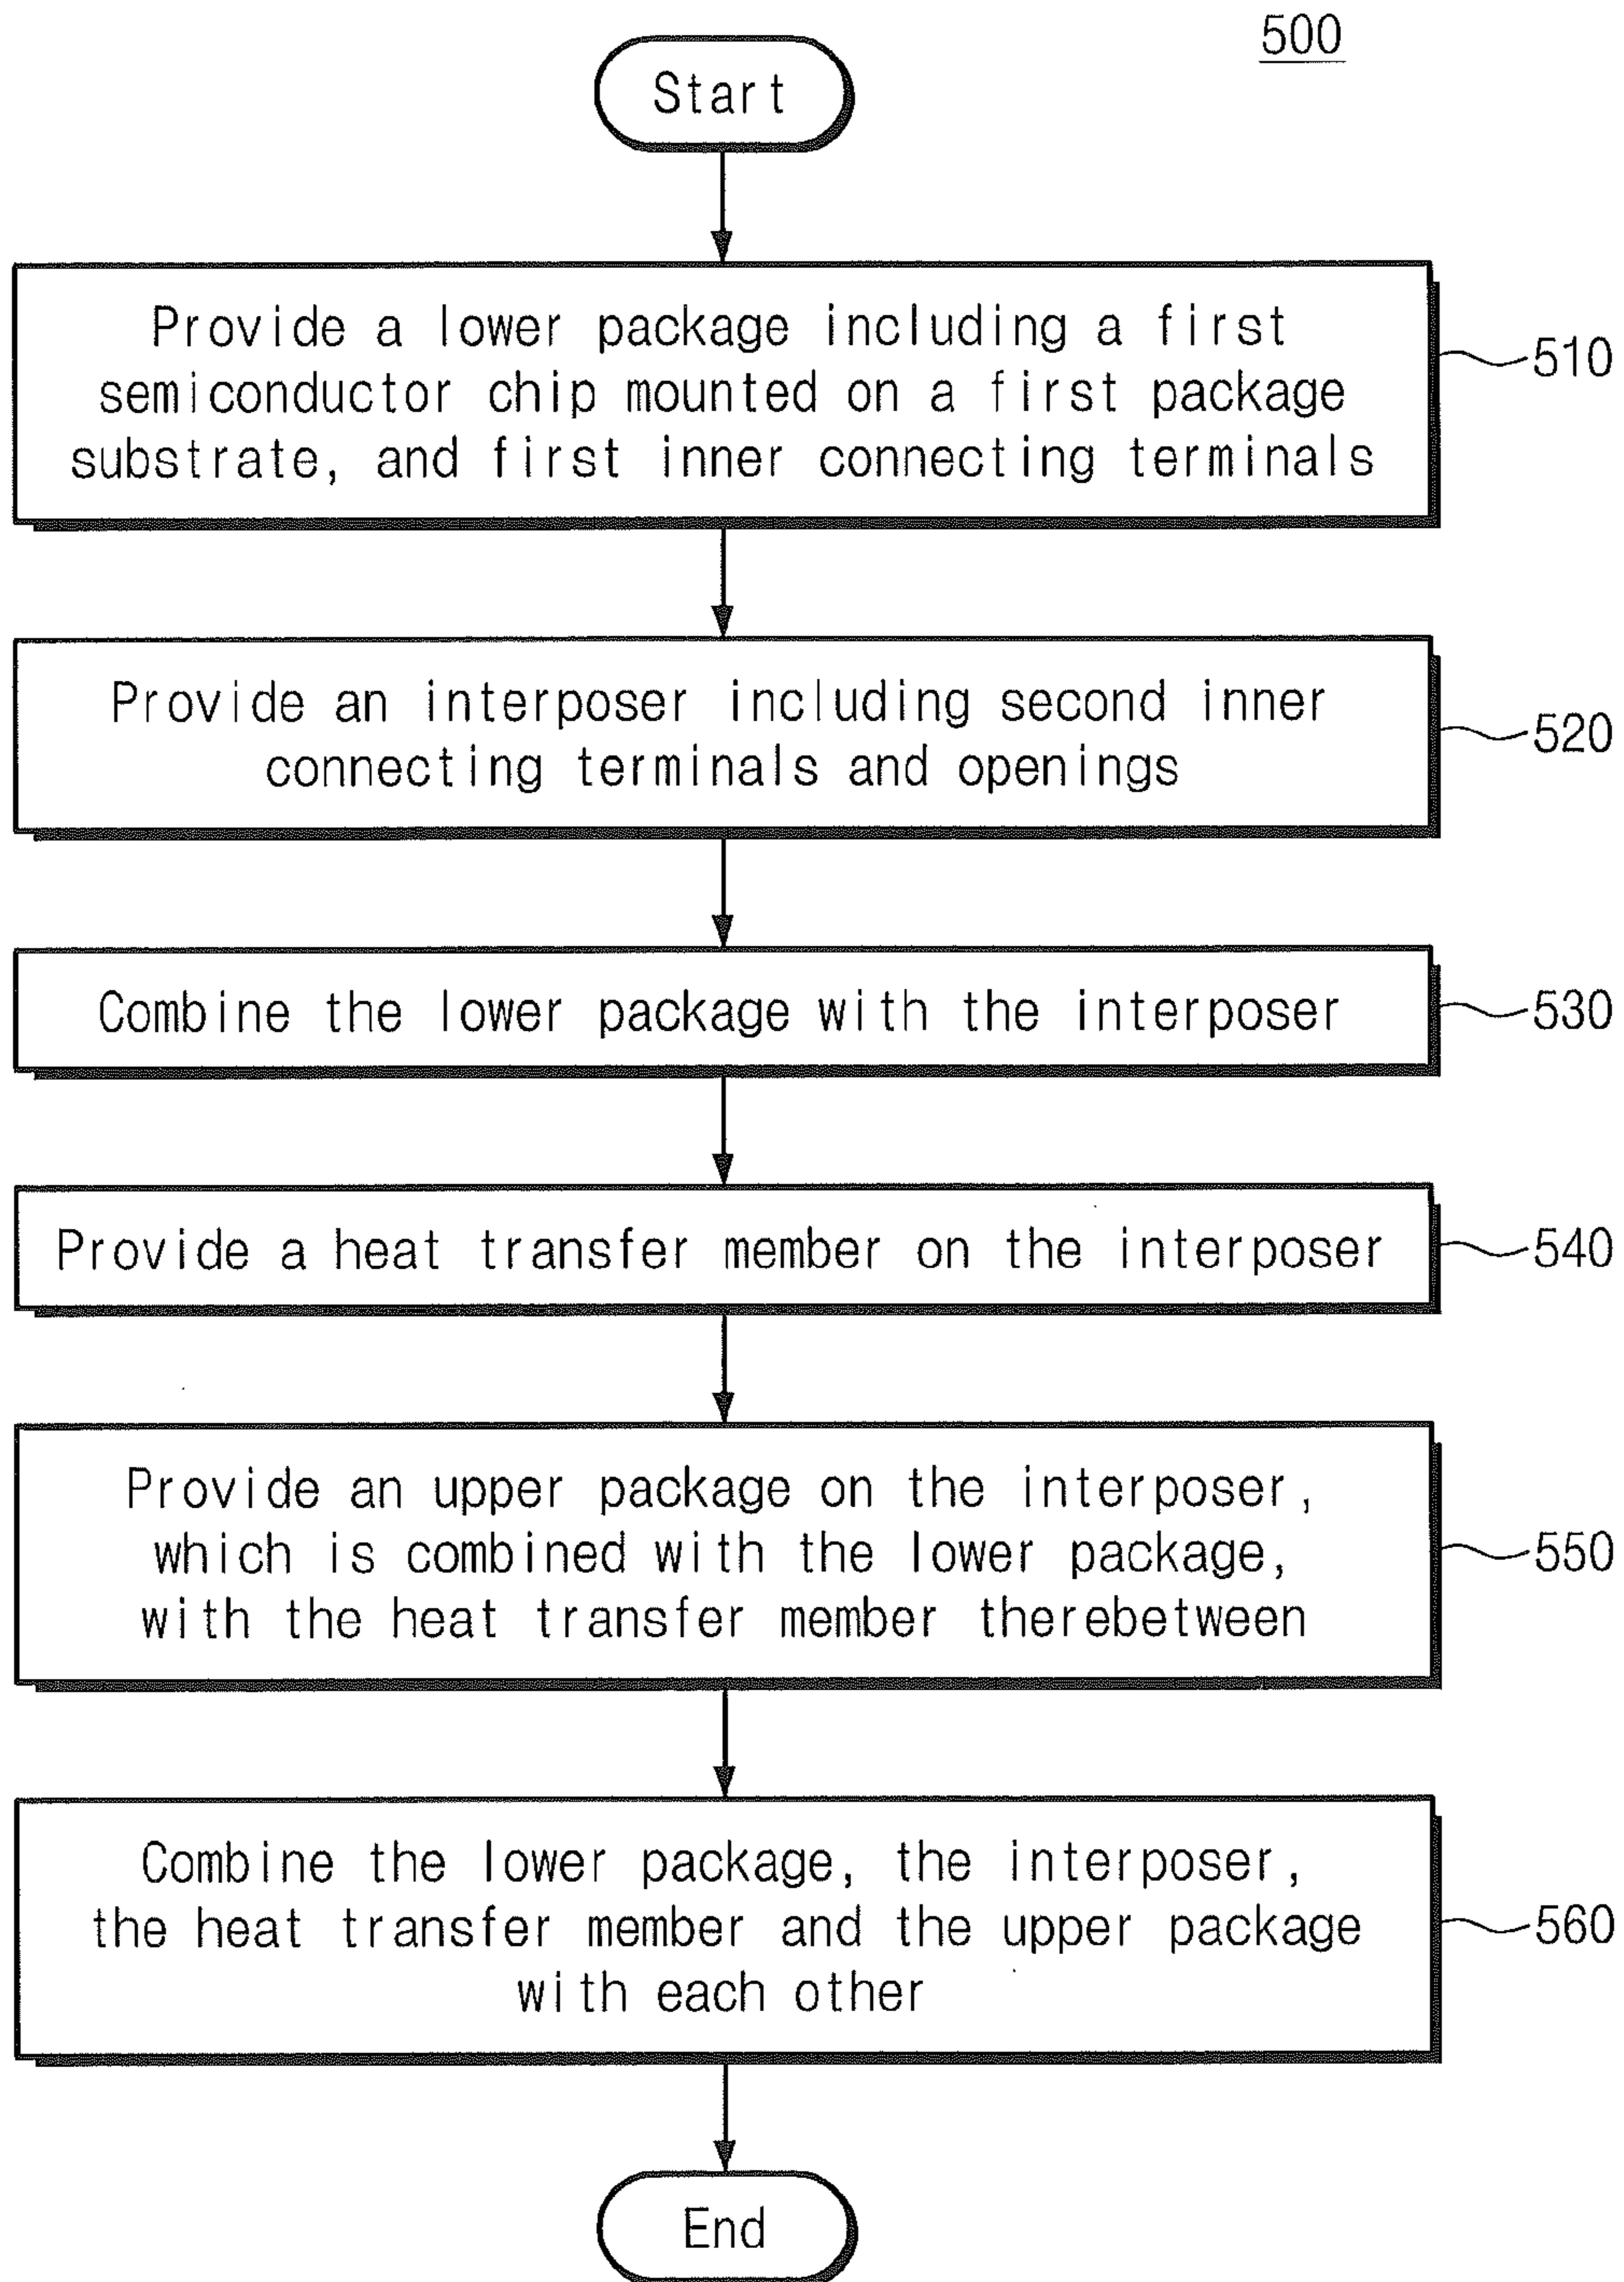 500
Start
Provide a lower package including a first
semiconductor chip mounted on a first package
substrate, and first inner connecting terminals
510
Provide an interposer including second inner
connecting terminals and openings
520
Combine the lower package with the interposer
530
Provide a heat transfer member on the interposer
540
Provide an upper package on the interposer,
which is combined with the lower package,
with the heat transfer member therebetween
550
Combine the lower package, the interposer,
the heat transfer member and the upper package
with each other
560
End